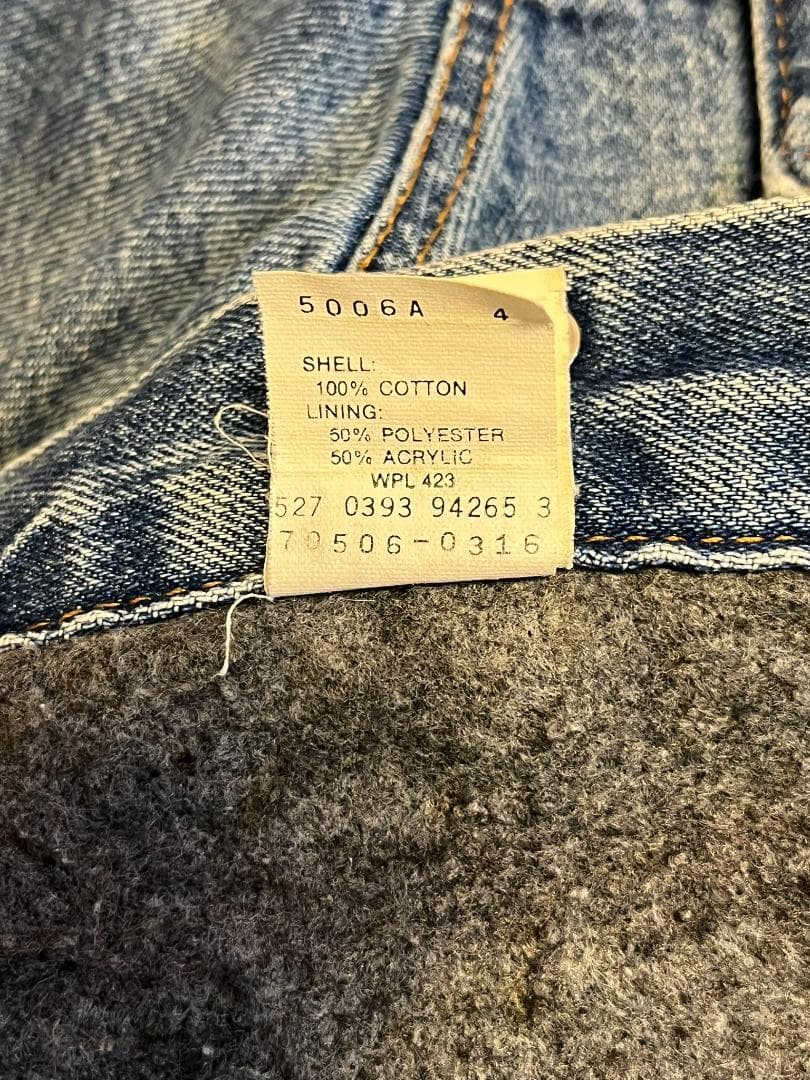 5006A 4
SHELL:
100% COTTON
LINING:
50% POLYESTER
50% ACRYLIC
WPL 423
527 0393 94265 3
70506-0316